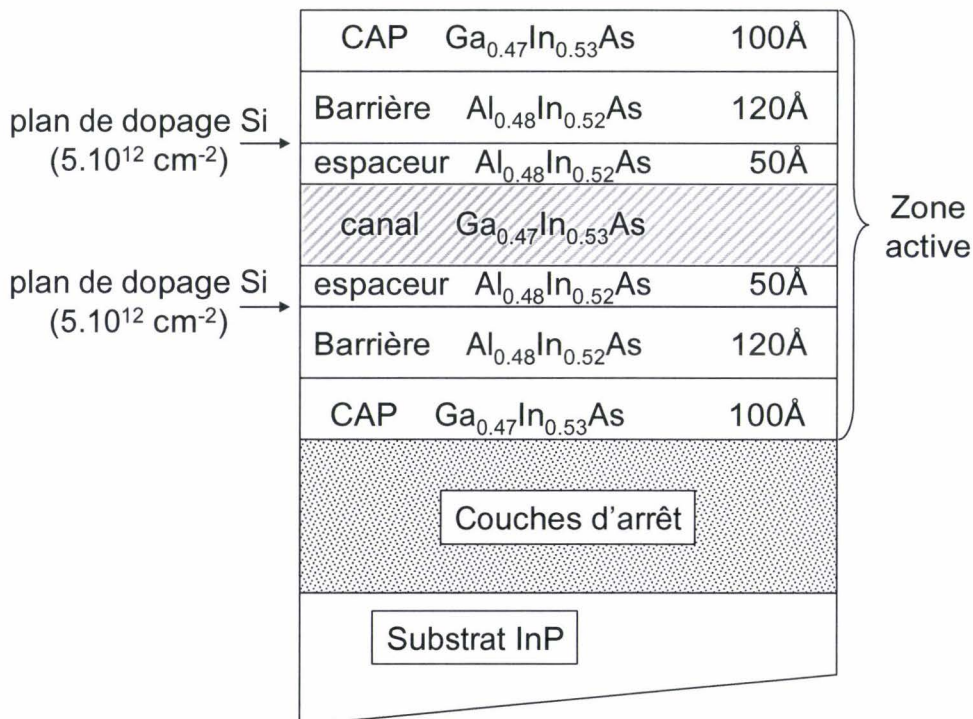 CAP Ga0.47In0.53As 100Å
Barrière Al0.48In0.52As 120Å
plan de dopage Si
(5.10¹² cm⁻²)
espaceur Al0.48In0.52As 50Å
canal Ga0.47In0.53As
Zone
active
plan de dopage Si
(5.10¹² cm⁻²)
espaceur Al0.48In0.52As 50Å
Barrière Al0.48In0.52As 120Å
CAP Ga0.47In0.53As 100Å
Couches d'arrêt
Substrat InP